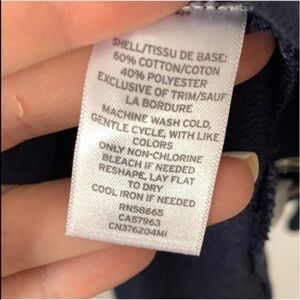 SHELL/TISSU DE BASE:
60% COTTON/COTON
40% POLYESTER
EXCLUSIVE OF TRIM/SAUF
LA BORDURE
MACHINE WASH COLD,
GENTLE CYCLE, WITH LIKE
COLORS
ONLY NON-CHLORINE
BLEACH IF NEEDED
RESHAPE, LAY FLAT
TO DRY
COOL IRON IF NEEDED
RN58665
CA57963
CN376204MI